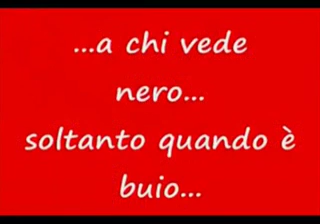 ...a chi vede
nero...
soltanto quando è
buio...